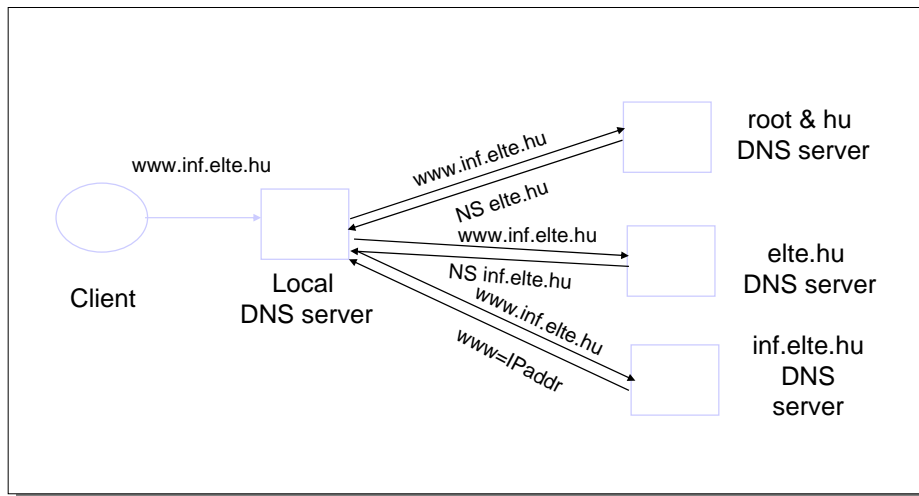 www.inf.elte.hu
Client
Local
DNS server
www.inf.elte.hu
NS elte.hu
www.inf.elte.hu
NS inf.elte.hu
www.inf.elte.hu
www=IPaddr
root & hu
DNS server
elte.hu
DNS server
inf.elte.hu
DNS
server